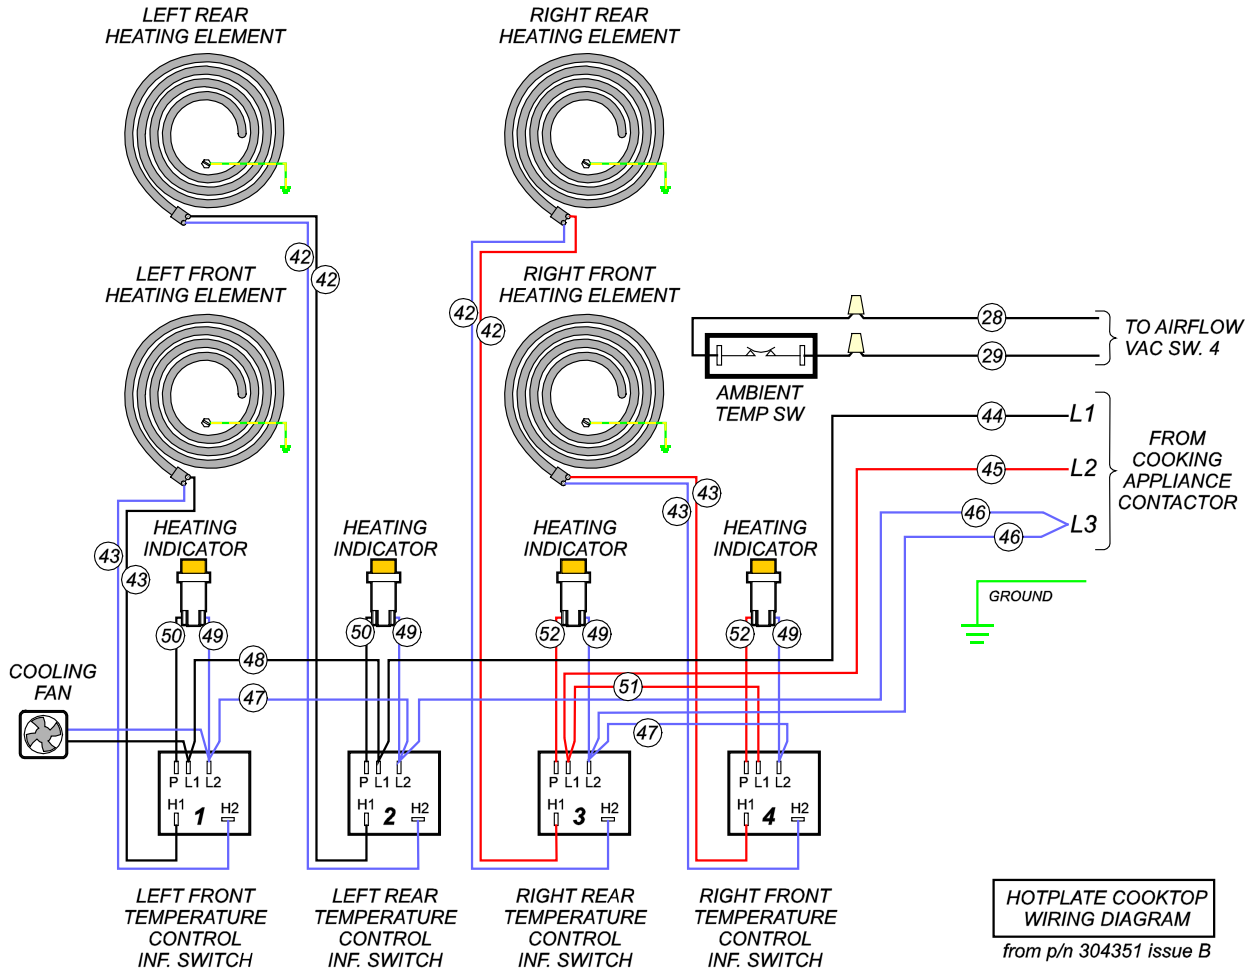 LEFT REAR
HEATING ELEMENT
RIGHT REAR
HEATING ELEMENT
42
42
LEFT FRONT
HEATING ELEMENT
RIGHT FRONT
HEATING ELEMENT
42
42
28
29
TO AIRFLOW
VAC SW. 4
AMBIENT
TEMP SW
44
L1
45
L2
46
46
L3
FROM
COOKING
APPLIANCE
CONTACTOR
43
43
43
43
HEATING
INDICATOR
HEATING
INDICATOR
HEATING
INDICATOR
HEATING
INDICATOR
GROUND
50
49
50
49
52
49
52
49
48
47
51
47
COOLING
FAN
P L1 L2
H1 1 H2
P L1 L2
H1 2 H2
P L1 L2
H1 3 H2
P L1 L2
H1 4 H2
LEFT FRONT
TEMPERATURE
CONTROL
INF. SWITCH
LEFT REAR
TEMPERATURE
CONTROL
INF. SWITCH
RIGHT REAR
TEMPERATURE
CONTROL
INF. SWITCH
RIGHT FRONT
TEMPERATURE
CONTROL
INF. SWITCH
HOTPLATE COOKTOP
WIRING DIAGRAM
from p/n 304351 issue B